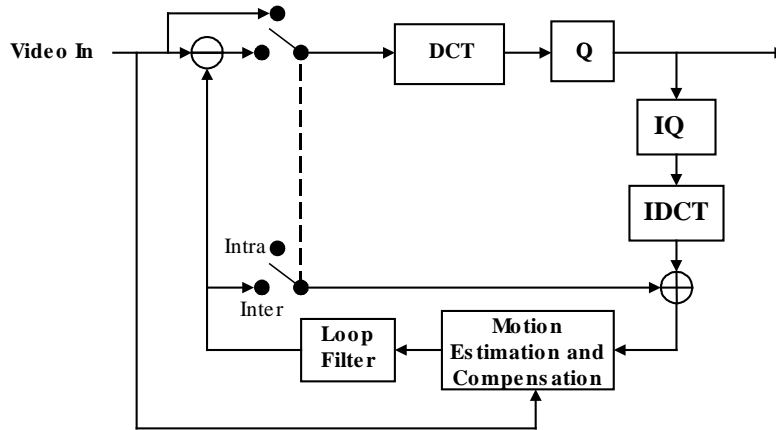 Video In
DCT
Q
IQ
IDCT
Intra
Inter
Loop
Filter
Motion
Estimation and
Compensation